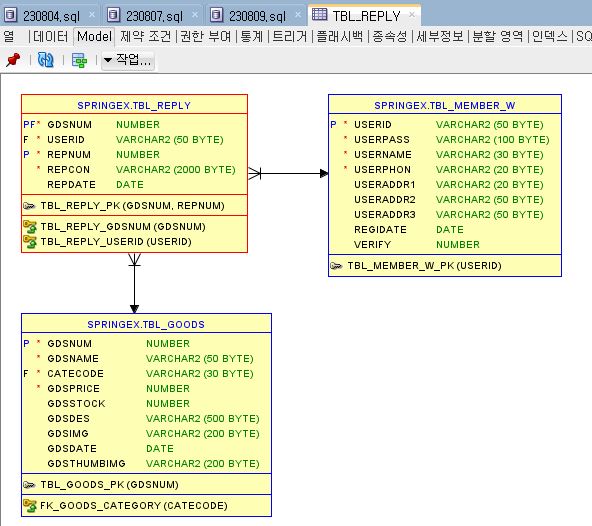 230804.sql 230807.sql 230809.sql TBL_REPLY
열 데이터 Model 제약 조건 권한 부여 통계 트리거 플래시백 종속성 세부정보 분할 영역 인덱스 SQ
작업...
SPRINGEX.TBL_REPLY
PF* GDSNUM NUMBER
F * USERID VARCHAR2 (50 BYTE)
P * REPNUM NUMBER
* REPCON VARCHAR2 (2000 BYTE)
REPDATE DATE
TBL_REPLY_PK (GDSNUM, REPNUM)
TBL_REPLY_GDSNUM (GDSNUM)
TBL_REPLY_USERID (USERID)
SPRINGEX.TBL_MEMBER_W
P * USERID VARCHAR2 (50 BYTE)
* USERPASS VARCHAR2 (100 BYTE)
* USERNAME VARCHAR2 (30 BYTE)
* USERPHON VARCHAR2 (20 BYTE)
USERADDR1 VARCHAR2 (20 BYTE)
USERADDR2 VARCHAR2 (50 BYTE)
USERADDR3 VARCHAR2 (50 BYTE)
REGIDATE DATE
VERIFY NUMBER
TBL_MEMBER_W_PK (USERID)
SPRINGEX.TBL_GOODS
P * GDSNUM NUMBER
* GDSNAME VARCHAR2 (50 BYTE)
F * CATECODE VARCHAR2 (30 BYTE)
* GDSPRICE NUMBER
GDSSTOCK NUMBER
GDSDES VARCHAR2 (500 BYTE)
GDSIMG VARCHAR2 (200 BYTE)
GDSDATE DATE
GDSTHUMBIMG VARCHAR2 (200 BYTE)
TBL_GOODS_PK (GDSNUM)
FK_GOODS_CATEGORY (CATECODE)